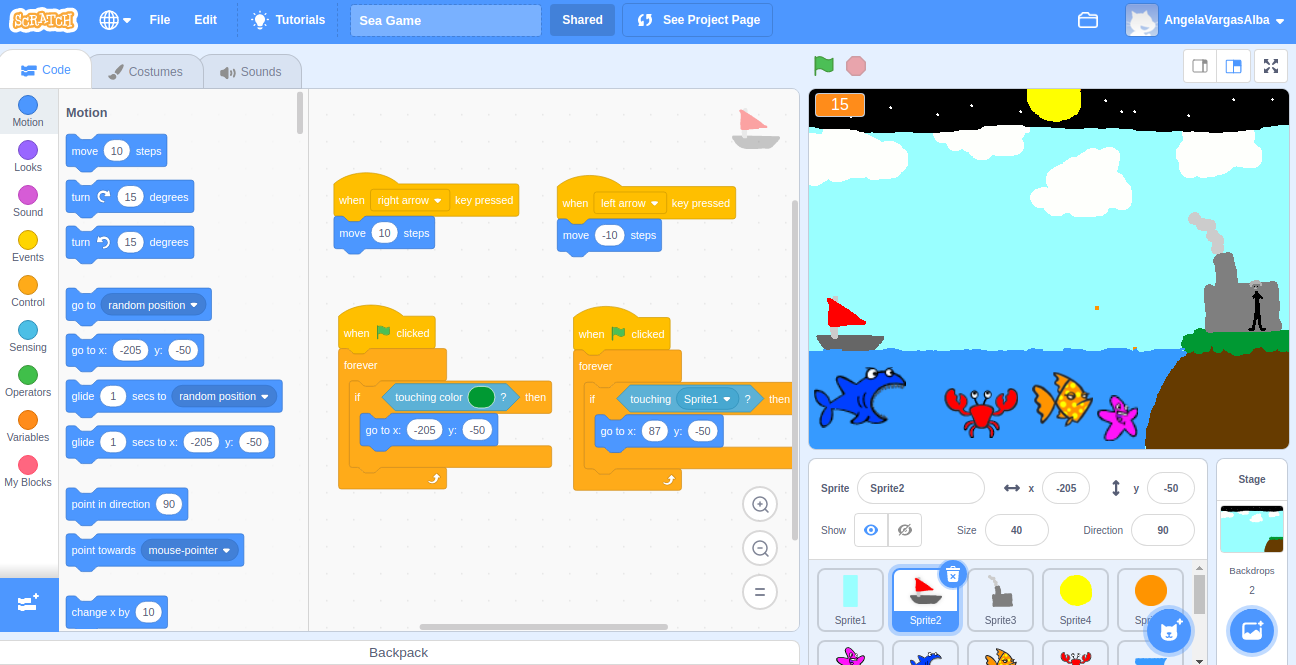 SCRATCH
File
Edit
Tutorials
Sea Game
Shared
See Project Page
AngelaVargasAlba
Code
Costumes
Sounds
Motion
Looks
Sound
Events
Control
Sensing
Operators
Variables
My Blocks
Motion
move 10 steps
turn 15 degrees
turn 15 degrees
go to random position
go to x: -205 y: -50
glide 1 secs to random position
glide 1 secs to x: -205 y: -50
point in direction 90
point towards mouse-pointer
change x by 10
when right arrow key pressed
move 10 steps
when left arrow key pressed
move -10 steps
when clicked
forever
if touching color ? then
go to x: -205 y: -50
when clicked
forever
if touching Sprite1 ? then
go to x: 87 y: -50
Backpack
15
Sprite Sprite2 x -205 y -50
Show Size 40 Direction 90
Sprite1
Sprite2
Sprite3
Sprite4
Stage
Backdrops
2